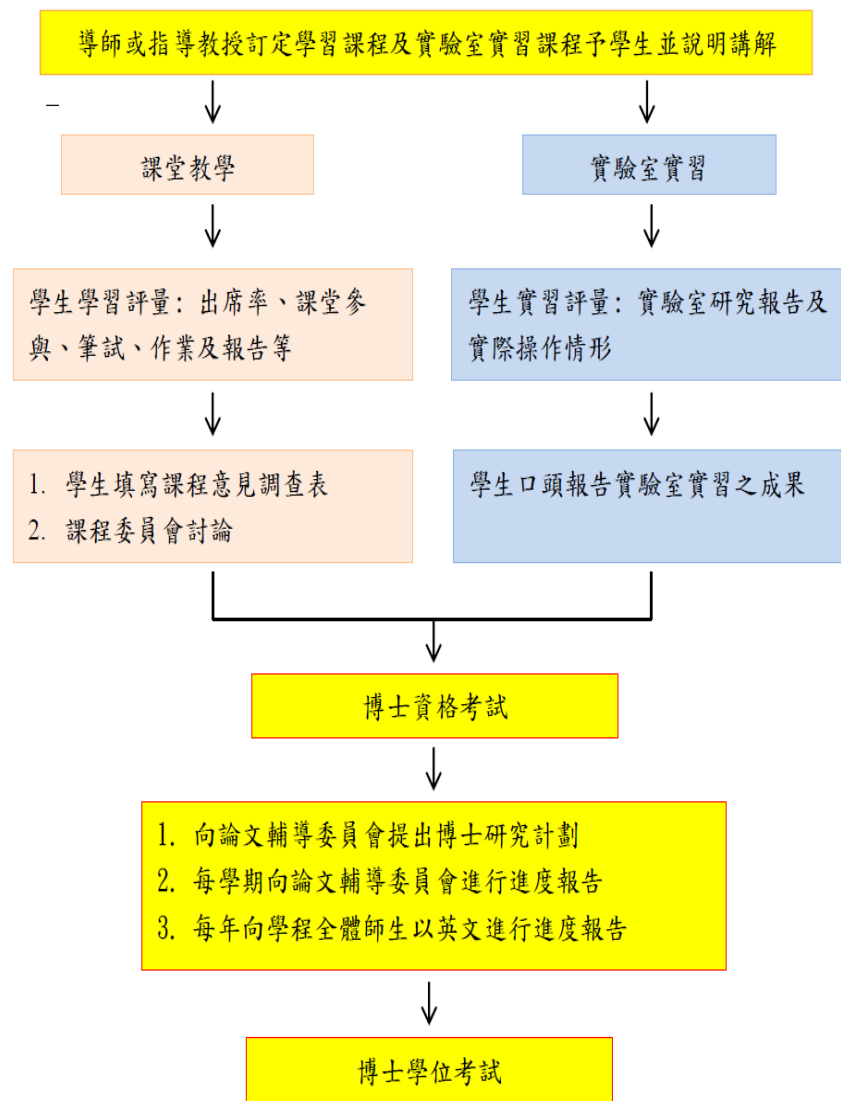 導師或指導教授訂定學習課程及實驗室實習課程予學生並說明講解
課堂教學
實驗室實習
學生學習評量：出席率、課堂參
與、筆試、作業及報告等
學生實習評量：實驗室研究報告及
實際操作情形
1. 學生填寫課程意見調查表
2. 課程委員會討論
學生口頭報告實驗室實習之成果
博士資格考試
1. 向論文輔導委員會提出博士研究計劃
2. 每學期向論文輔導委員會進行進度報告
3. 每年向學程全體師生以英文進行進度報告
博士學位考試